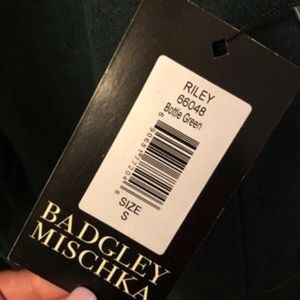 RILEY
66048
Bottle Green
SIZE
S
BADGLEY
MISCHKA